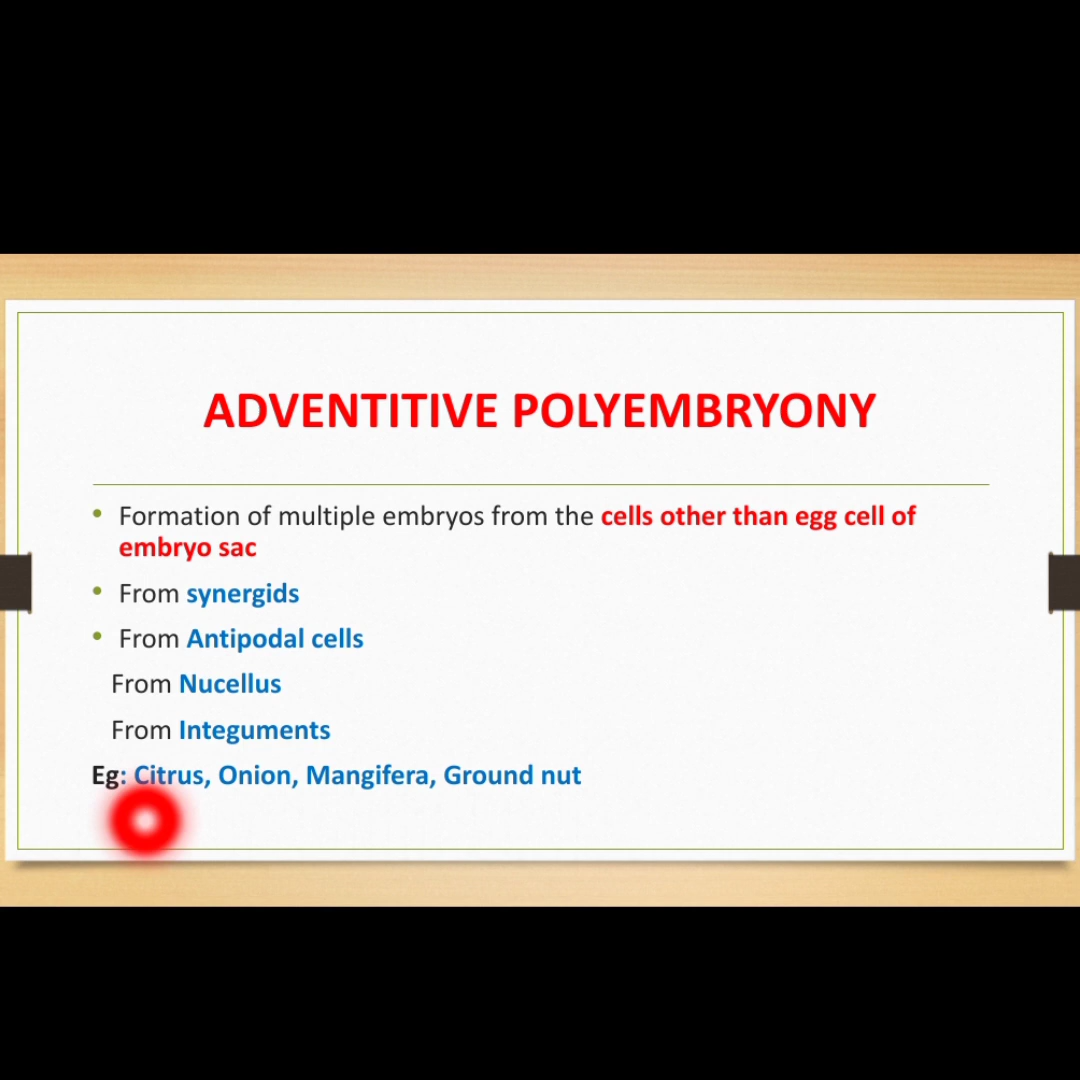 ADVENTITIVE POLYEMBRYONY
• Formation of multiple embryos from the cells other than egg cell of
embryo sac
• From synergids
• From Antipodal cells
From Nucellus
From Integuments
Eg: Citrus, Onion, Mangifera, Ground nut